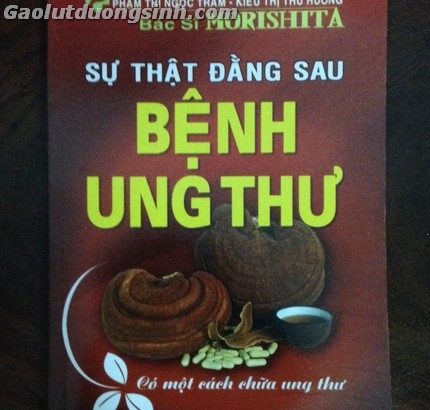 Gaolutduongsinh.com
PHẠM THỊ NGỌC TRÂM - KIỀU THỊ THU HƯƠNG
Bác Sĩ MORISHITA
SỰ THẬT ĐẰNG SAU
BỆNH
UNG THƯ
Có một cách chữa ung thư